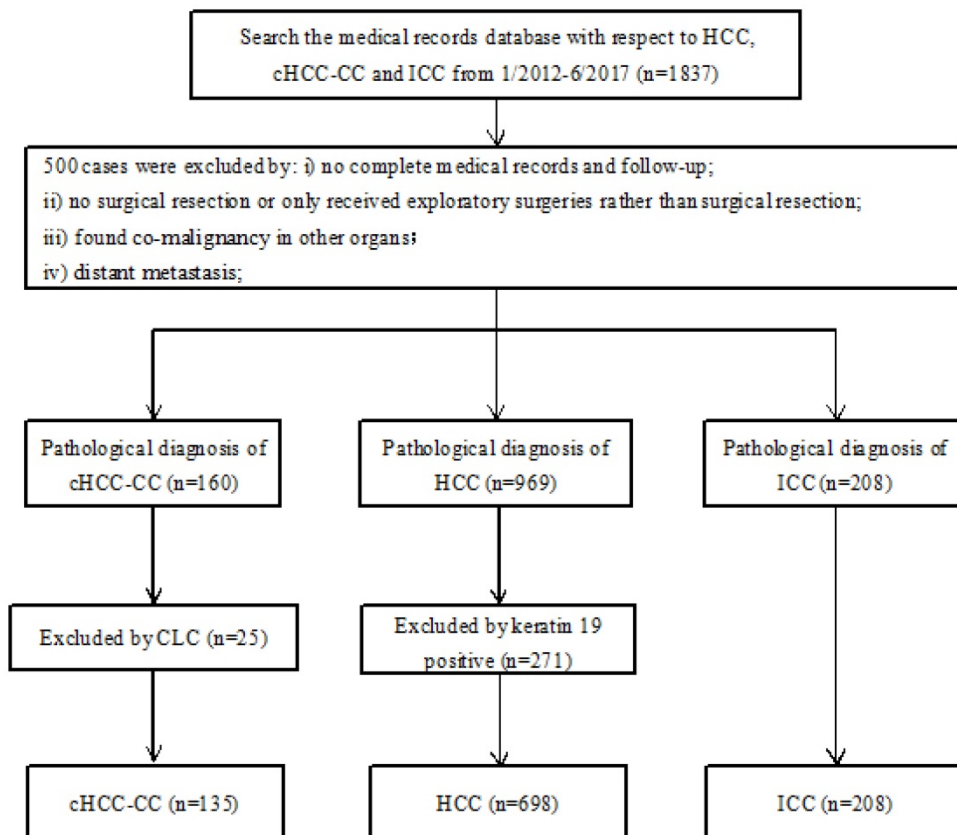 Search the medical records database with respect to HCC,
cHCC-CC and ICC from 1/2012-6/2017 (n=1837)
500 cases were excluded by: i) no complete medical records and follow-up;
ii) no surgical resection or only received exploratory surgeries rather than surgical resection;
iii) found co-malignancy in other organs;
iv) distant metastasis;
Pathological diagnosis of
cHCC-CC (n=160)
Pathological diagnosis of
HCC (n=969)
Pathological diagnosis of
ICC (n=208)
Excluded by CLC (n=25)
Excluded by keratin 19
positive (n=271)
cHCC-CC (n=135)
HCC (n=698)
ICC (n=208)